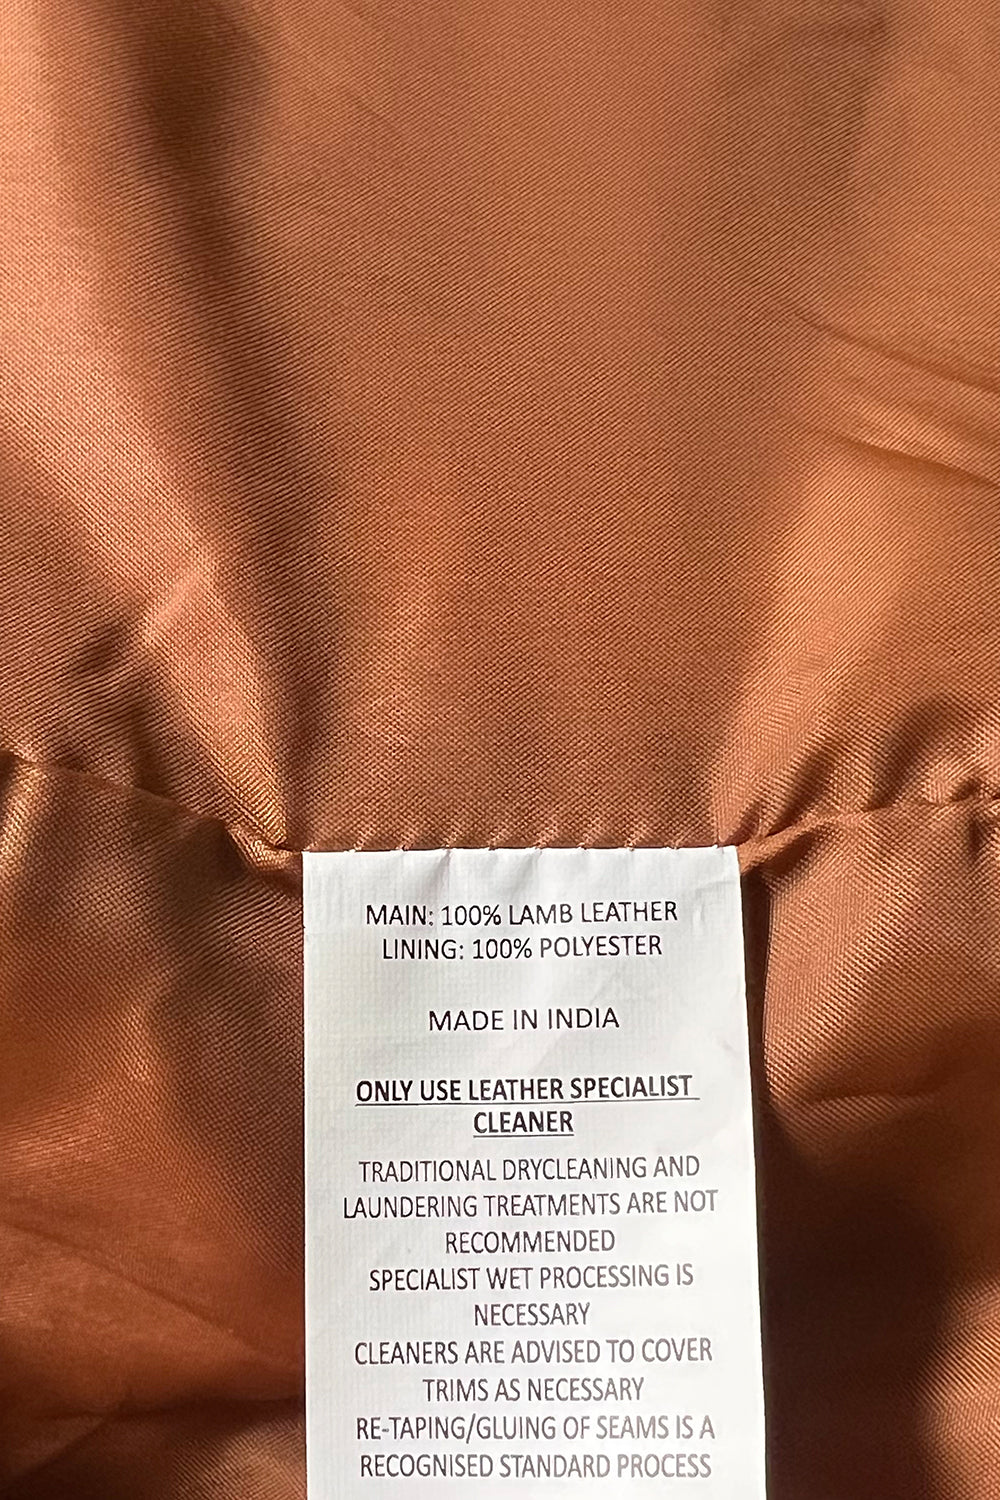 MAIN: 100% LAMB LEATHER
LINING: 100% POLYESTER
MADE IN INDIA
ONLY USE LEATHER SPECIALIST
CLEANER
TRADITIONAL DRYCLEANING AND
LAUNDERING TREATMENTS ARE NOT
RECOMMENDED
SPECIALIST WET PROCESSING IS
NECESSARY
CLEANERS ARE ADVISED TO COVER
TRIMS AS NECESSARY
RE-TAPING/GLUING OF SEAMS IS A
RECOGNISED STANDARD PROCESS